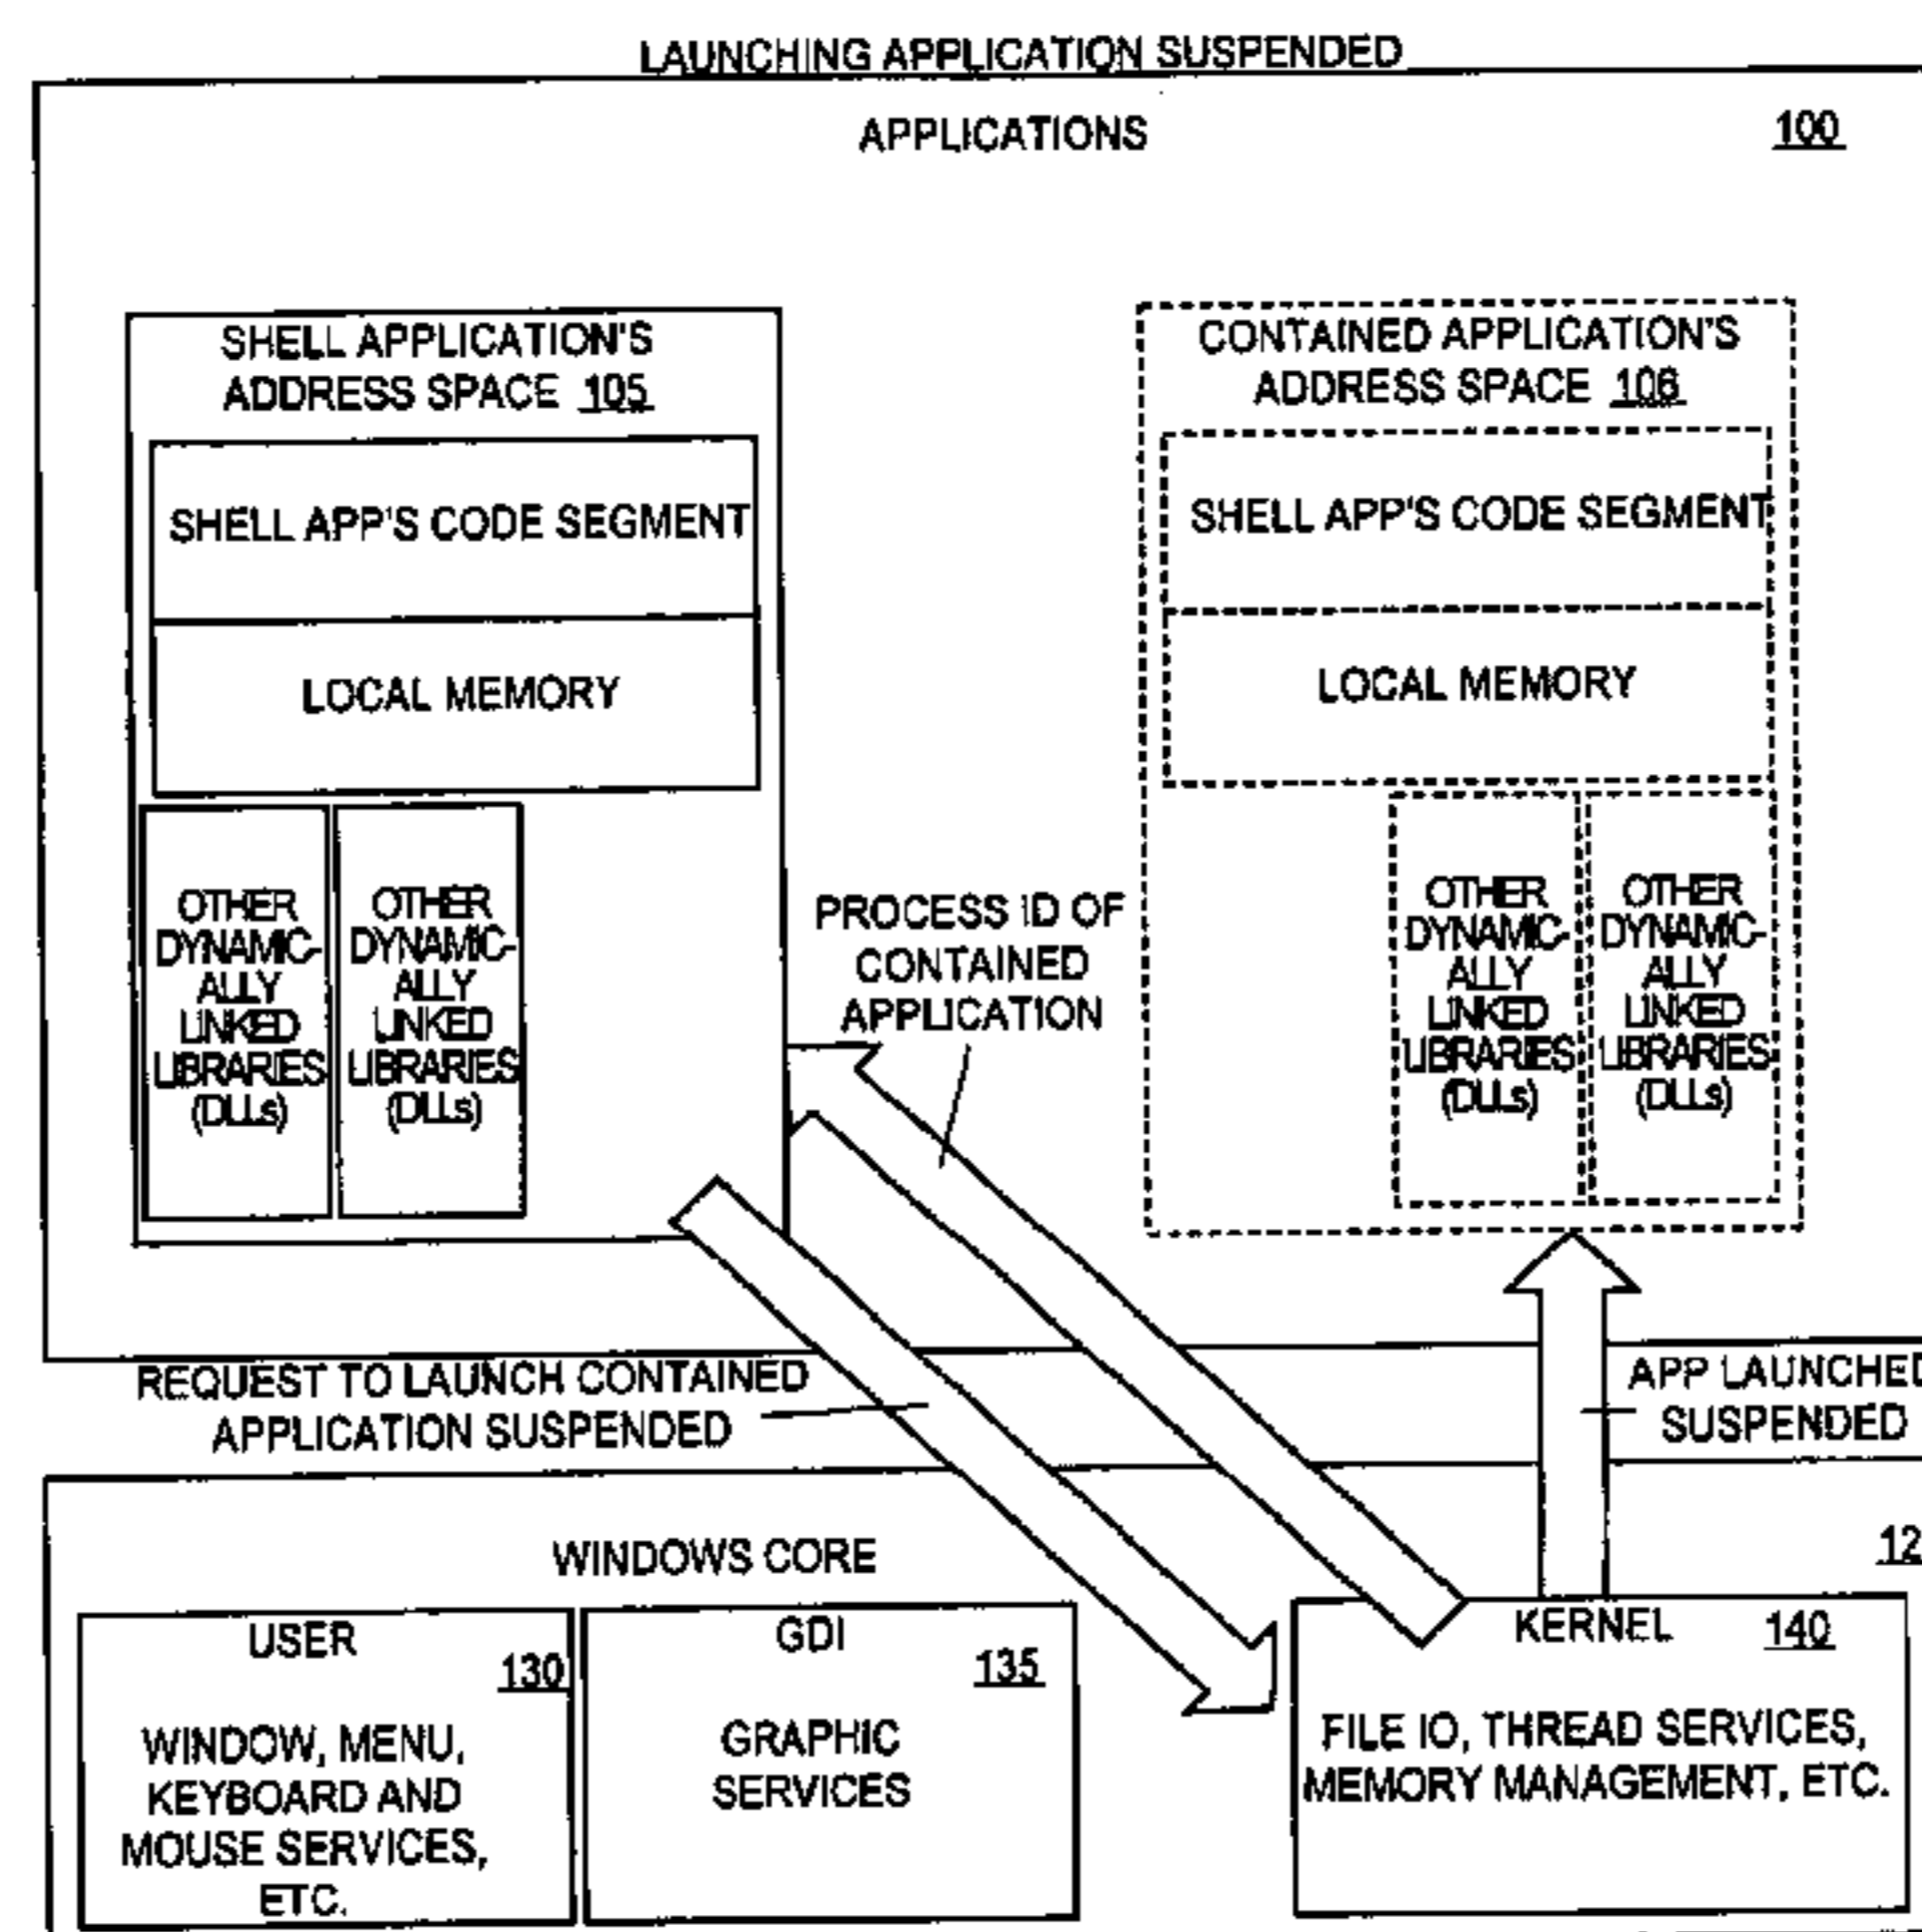 LAUNCHING APPLICATION SUSPENDED
APPLICATIONS
100
SHELL APPLICATION'S
ADDRESS SPACE 105
SHELL APP'S CODE SEGMENT
LOCAL MEMORY
OTHER
DYNAMIC-
ALLY
LINKED
LIBRARIES
(DLLs)
OTHER
DYNAMIC-
ALLY
LINKED
LIBRARIES
(DLLs)
PROCESS ID OF
CONTAINED
APPLICATION
CONTAINED APPLICATION'S
ADDRESS SPACE 106
SHELL APP'S CODE SEGMENT
LOCAL MEMORY
OTHER
DYNAMIC-
ALLY
LINKED
LIBRARIES
(DLLs)
OTHER
DYNAMIC-
ALLY
LINKED
LIBRARIES
(DLLs)
REQUEST TO LAUNCH CONTAINED
APPLICATION SUSPENDED
APP LAUNCHED
SUSPENDED
WINDOWS CORE
12
USER
130
WINDOW, MENU,
KEYBOARD AND
MOUSE SERVICES,
ETC.
GDI
135
GRAPHIC
SERVICES
KERNEL
140
FILE IO, THREAD SERVICES,
MEMORY MANAGEMENT, ETC.